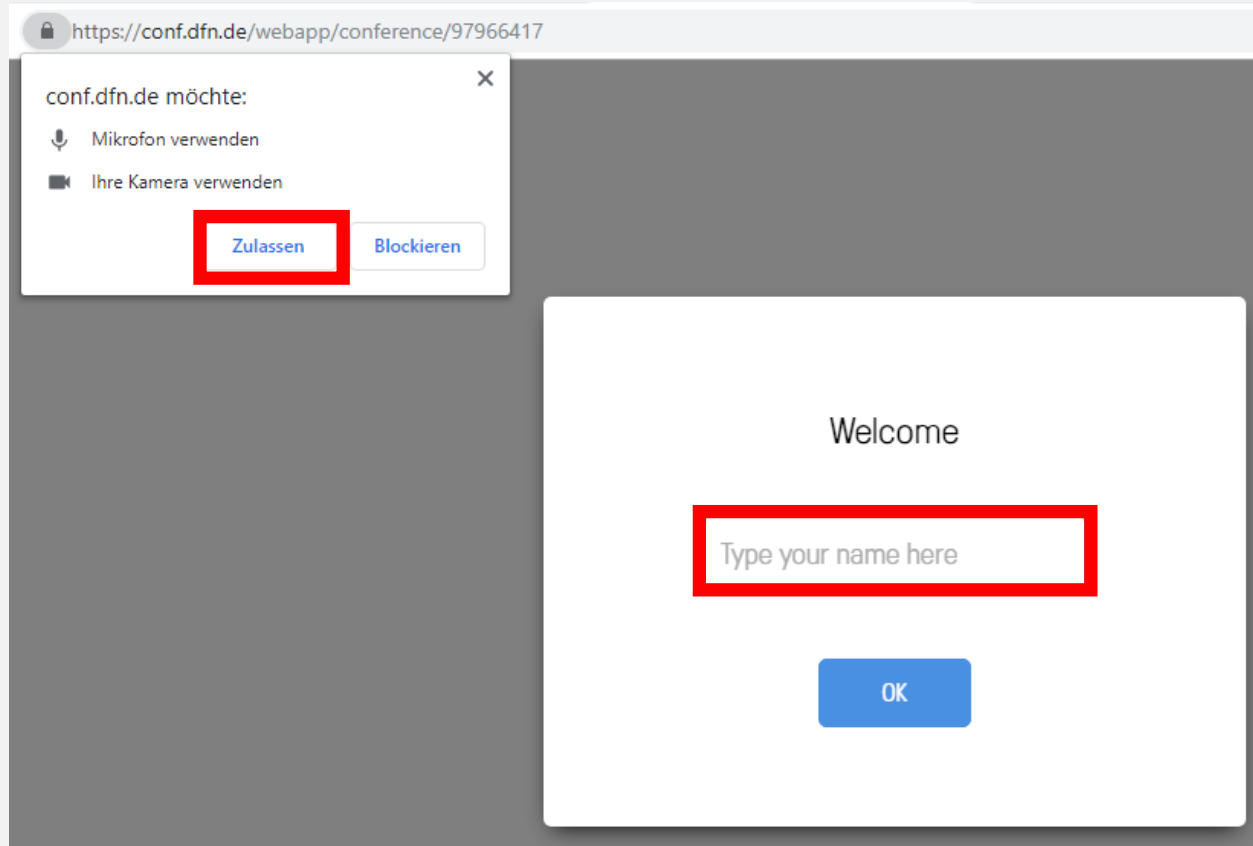 https://conf.dfn.de/webapp/conference/97966417
conf.dfn.de möchte:
Mikrofon verwenden
Ihre Kamera verwenden
Zulassen Blockieren
Welcome
Type your name here
OK